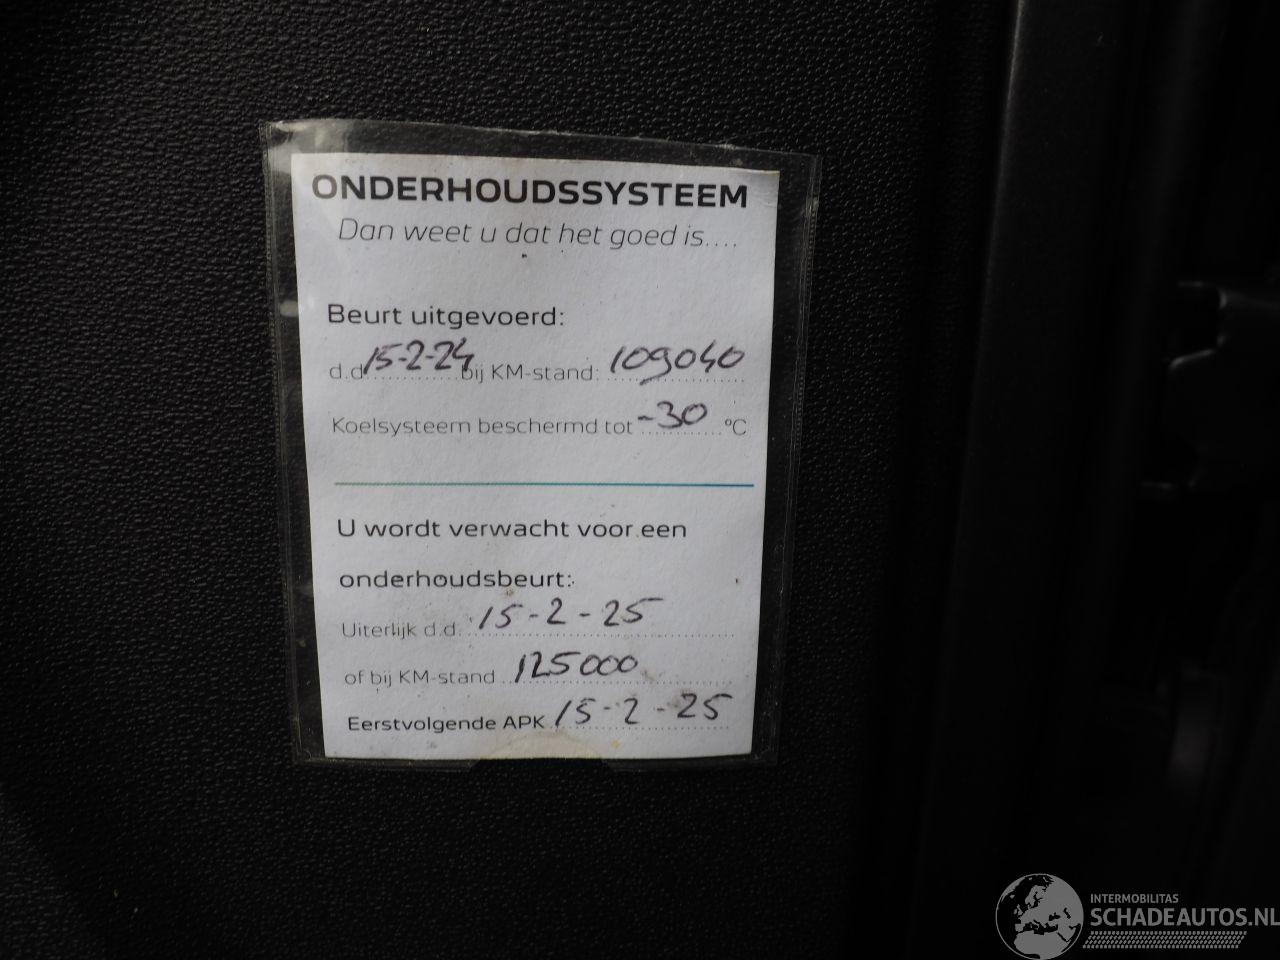 ONDERHOUDSSYSTEEM
Dan weet u dat het goed is....
Beurt uitgevoerd:
d.d. 15-2-24 bij KM-stand: 109040
Koelsysteem beschermd tot -30 °C
U wordt verwacht voor een
onderhoudsbeurt:
Uiterlijk d.d. 15-2-25
of bij KM-stand 125000
Eerstvolgende APK 15-2-25
INTERMOBILITAS
SCHADEAUTOS.NL